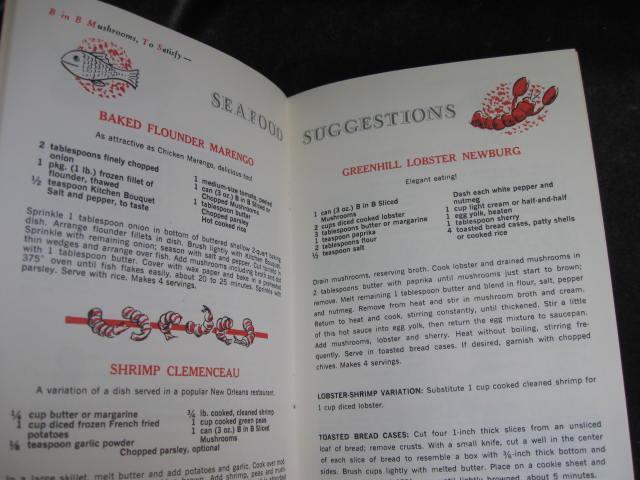 B in B Mushrooms, To Satisfy—
SEAFOOD
BAKED FLOUNDER MARENGO
As attractive as Chicken Marengo, delicious too!
2 tablespoons finely chopped
onion
1 pkg. (1 lb.) frozen fillet of
flounder, thawed
½ teaspoon Kitchen Bouquet
Salt and pepper, to taste
1 medium-size tomato, peeled
1 can (3 oz.) B in B
Chopped Mushrooms
1 tablespoon butter
Chopped parsley
Hot cooked rice
Sprinkle 1 tablespoon onion in bottom of buttered shallow 2-quart baking
dish. Arrange flounder fillets in dish. Brush lightly with Kitchen Bouquet.
Sprinkle with remaining onion; season with salt and pepper. Cut tomato in
thin wedges and arrange over fish. Add mushrooms including broth and dot
with 1 tablespoon butter. Cover with wax paper and bake in a preheated
375° oven until fish flakes easily, about 20 to 25 minutes. Sprinkle with
parsley. Serve with rice. Makes 4 servings.
SHRIMP CLEMENCEAU
A variation of a dish served in a popular New Orleans restaurant.
¼ cup butter or margarine
1 cup diced frozen French fried
potatoes
⅛ teaspoon garlic powder
¾ lb. cooked, cleaned shrimp
1 cup cooked green peas
1 can (3 oz.) B in B Sliced
Mushrooms
Chopped parsley, optional
In a large skillet, melt butter and add potatoes and garlic. Cook over
SUGGESTIONS
GREENHILL LOBSTER NEWBURG
Elegant eating!
1 can (3 oz.) B in B Sliced
Mushrooms
2 cups diced cooked lobster
3 tablespoons butter or margarine
1 teaspoon paprika
2 tablespoons flour
½ teaspoon salt
Dash each white pepper and
nutmeg
1 cup light cream or half-and-half
1 egg yolk, beaten
1 tablespoon sherry
4 toasted bread cases, patty shells
or cooked rice
Drain mushrooms, reserving broth. Cook lobster and drained mushrooms in
2 tablespoons butter with paprika until mushrooms just start to brown;
remove. Melt remaining 1 tablespoon butter and blend in flour, salt, pepper
and nutmeg. Remove from heat and stir in mushroom broth and cream.
Return to heat and cook, stirring constantly, until thickened. Stir a little
of this hot sauce into egg yolk, then return the egg mixture to saucepan.
Add mushrooms, lobster and sherry. Heat without boiling, stirring fre-
quently. Serve in toasted bread cases. If desired, garnish with chopped
chives. Makes 4 servings.
LOBSTER-SHRIMP VARIATION: Substitute 1 cup cooked cleaned shrimp for
1 cup diced lobster.
TOASTED BREAD CASES: Cut four 1-inch thick slices from an unsliced
loaf of bread; remove crusts. With a small knife, cut a well in the center
of each slice of bread to resemble a box with ⅜-inch thick bottom and
sides. Brush cups lightly with melted butter. Place on a cookie sheet and
until lightly browned, about 5 minutes.